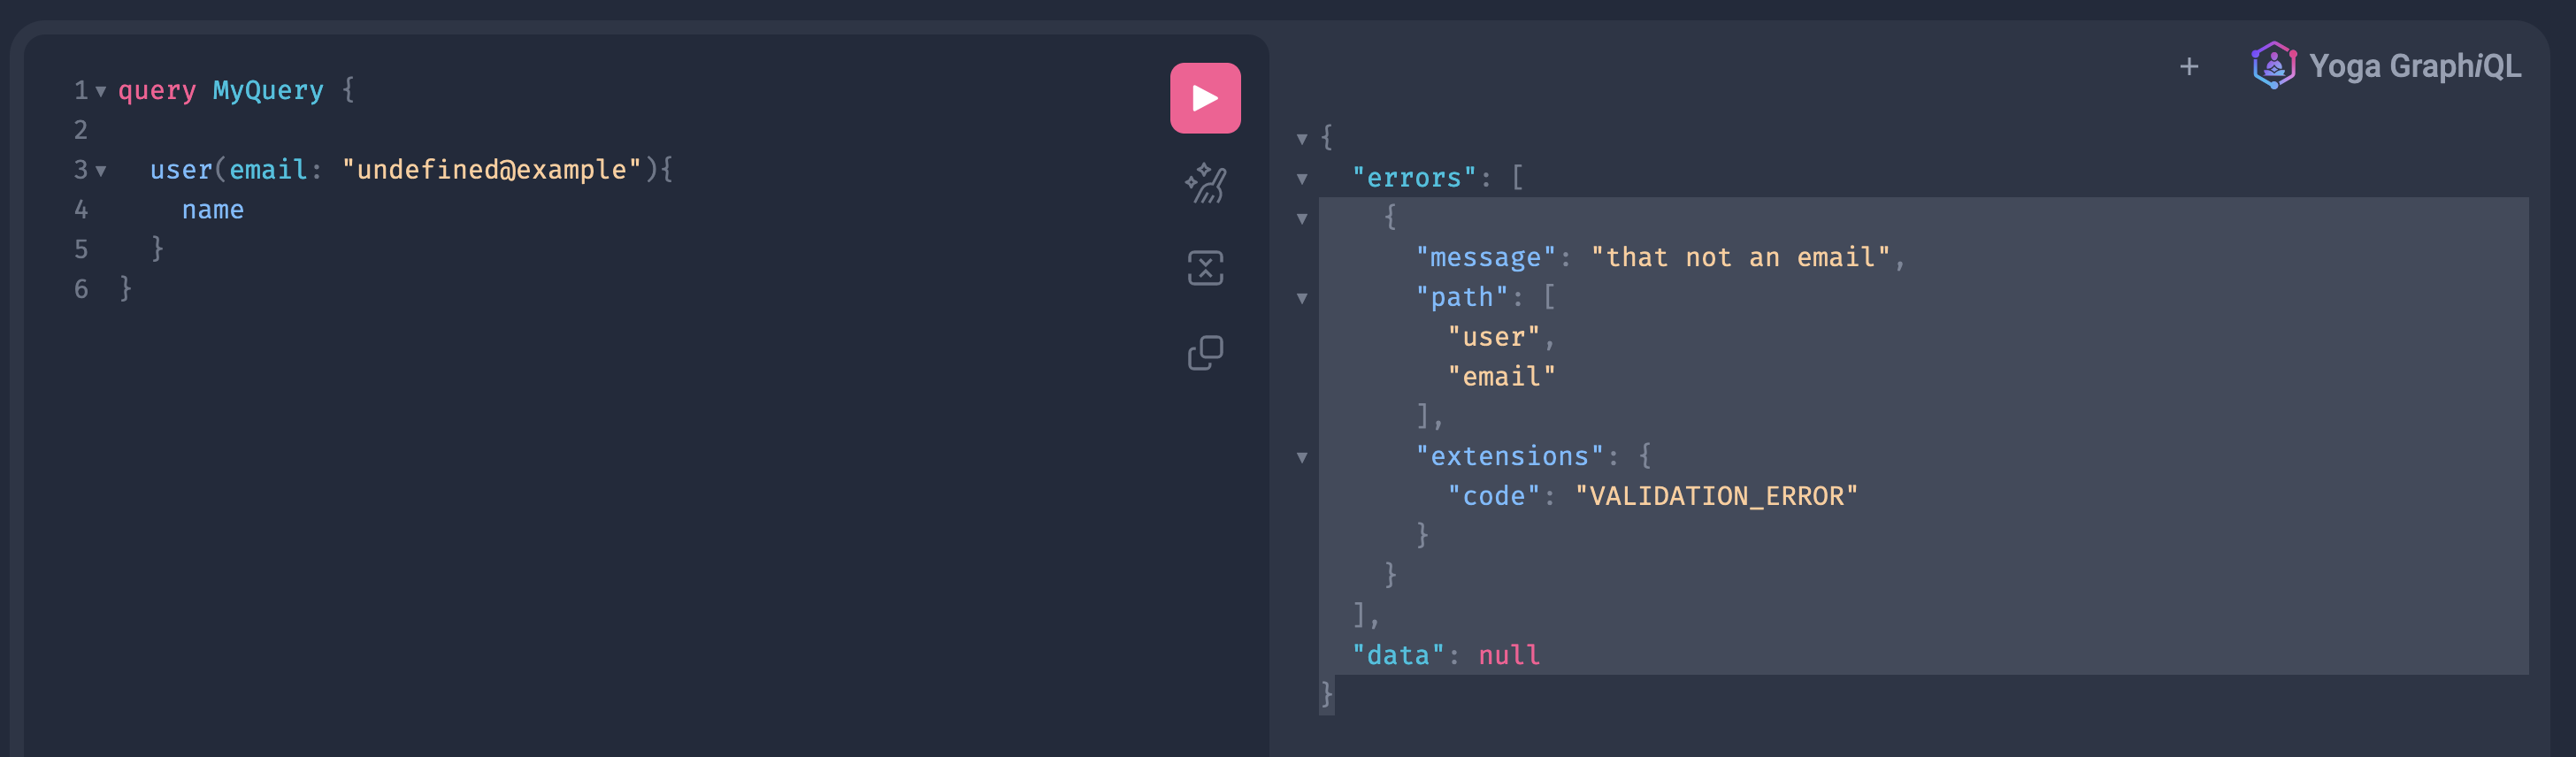 1 query MyQuery {
2
3 user(email: "undefined@example"){
4 name
5 }
6 }
+ Yoga GraphiQL
{
"errors": [
{
"message": "that not an email",
"path": [
"user",
"email"
],
"extensions": {
"code": "VALIDATION_ERROR"
}
}
],
"data": null
}